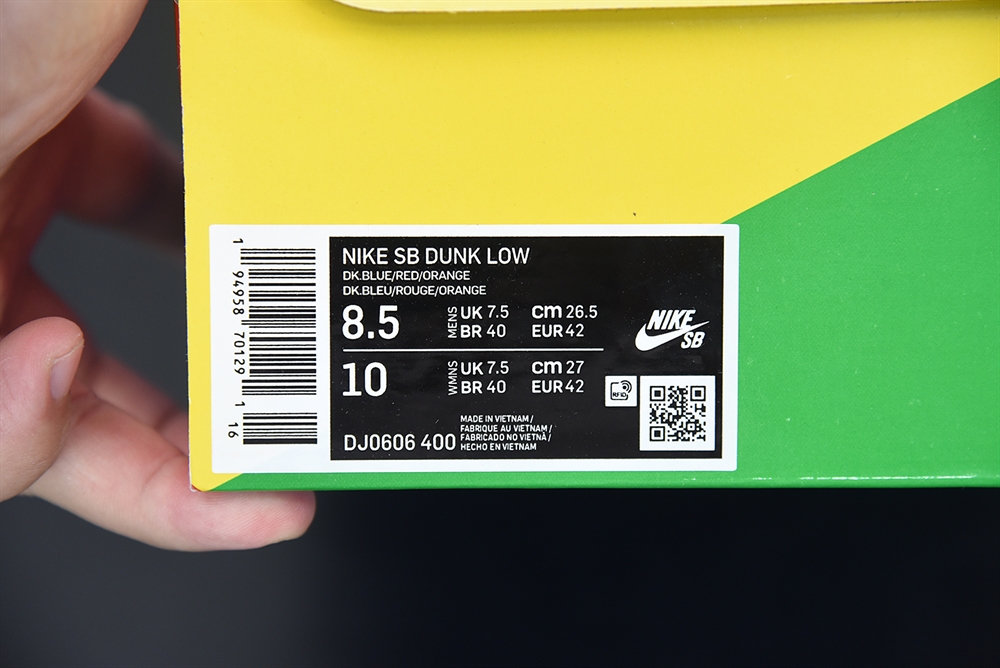 1 94958 70129 1 16
NIKE SB DUNK LOW
DK.BLUE/RED/ORANGE
DK.BLEU/ROUGE/ORANGE
8.5 MENS UK 7.5 cm 26.5
BR 40 EUR 42
10 WMNS UK 7.5 cm 27
BR 40 EUR 42
DJ0606 400
MADE IN VIETNAM /
FABRIQUE AU VIETNAM /
FABRICADO NO VIETNÃ /
HECHO EN VIETNAM
NIKE
SB
RFID